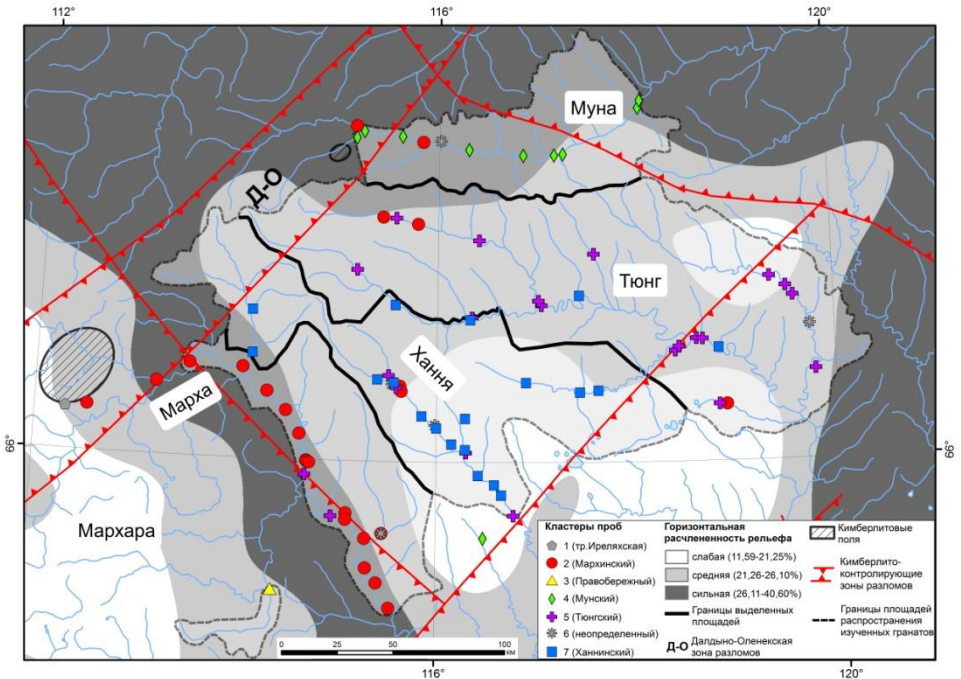 112°
116°
120°
Муна
Д-О
Тюнг
Хання
Марха
66°
66°
Мархара
Кластеры проб
1 (тр.Иреляхская)
2 (Мархинский)
3 (Правобережный)
4 (Мунский)
5 (Тюнгский)
6 (неопределенный)
7 (Ханнинский)
Горизонтальная
расчлененность рельефа
слабая (11,59-21,25%)
средняя (21,26-26,10%)
сильная (26,11-40,60%)
Границы выделенных
площадей
Д-О Далдыно-Оленекская
зона разломов
Кимберлитовые
поля
Кимберлито-
контролирующие
зоны разломов
Границы площадей
распространения
изученных гранатов
0 25 50 100
км
116°
120°